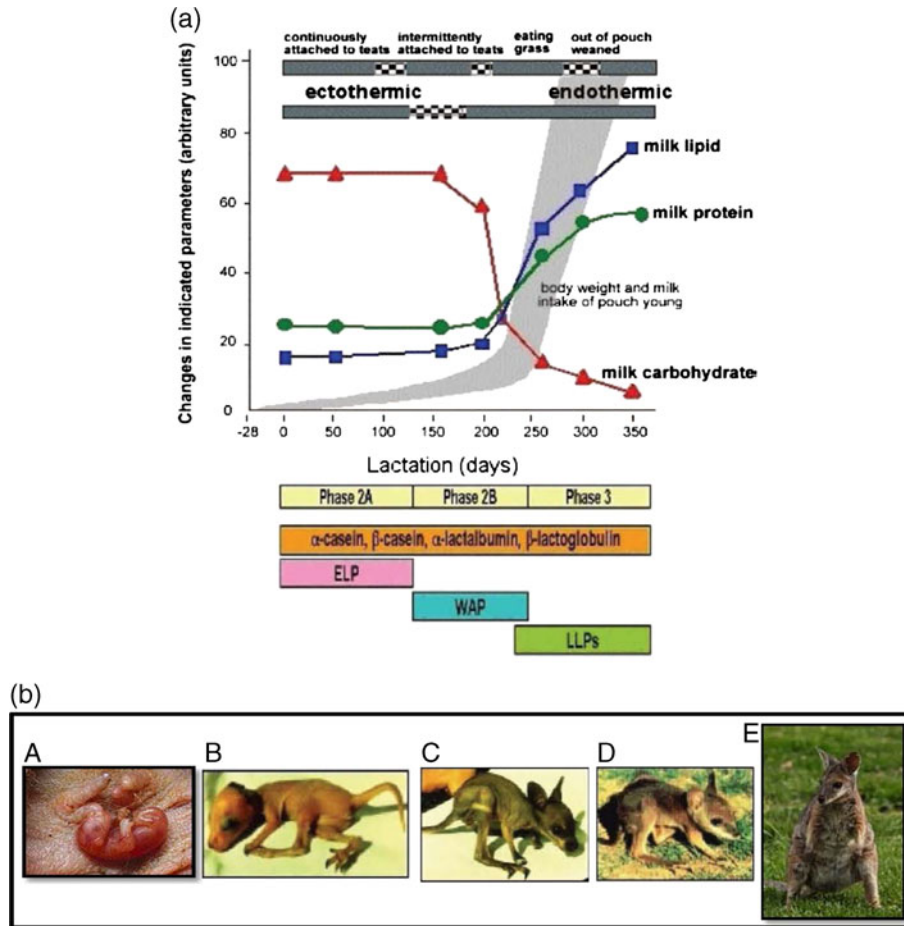 (a)
continuously attached to teats
intermittently attached to teats
eating grass
out of pouch weaned
ectothermic
endothermic
Changes in indicated parameters (arbitrary units)
100
80
60
40
20
0
milk lipid
milk protein
body weight and milk
intake of pouch young
milk carbohydrate
-28 0 50 100 150 200 250 300 350
Lactation (days)
Phase 2A Phase 2B Phase 3
α-casein, β-casein, α-lactalbumin, β-lactoglobulin
ELP
WAP
LLPs
(b)
A B C D E